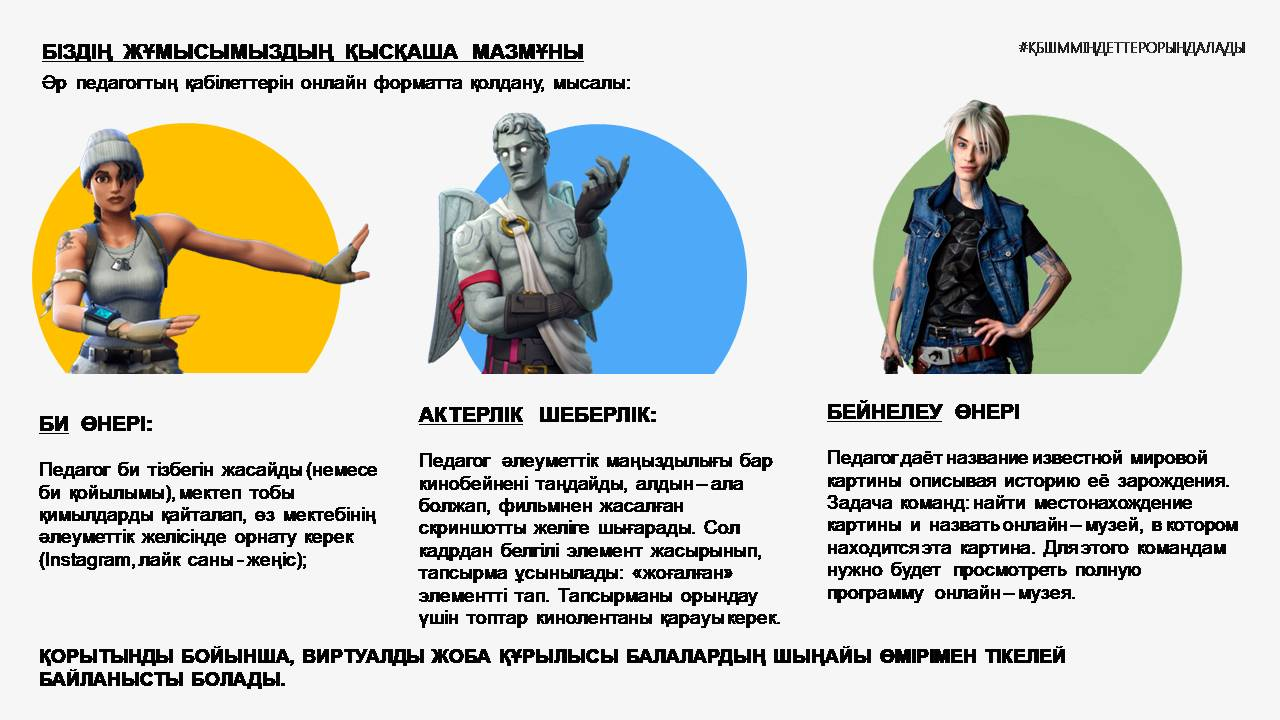 БІЗДІҢ ЖҰМЫСЫМЫЗДЫҢ ҚЫСҚАША МАЗМҰНЫ
#ҚБШММІНДЕТТЕРОРЫНДАЛАДЫ
Әр педагогтың қабілеттерін онлайн форматта қолдану, мысалы:
БИ ӨНЕРІ:
Педагог би тізбегін жасайды (немесе
би қойылымы), мектеп тобы
қимылдарды қайталап, өз мектебінің
әлеуметтік желісінде орнату керек
(Instagram, лайк саны - жеңіс);
АКТЕРЛІК ШЕБЕРЛІК:
Педагог әлеуметтік маңыздылығы бар
кинобейнені таңдайды, алдын – ала
болжап, фильмнен жасалған
скриншотты желіге шығарады. Сол
кадрдан белгілі элемент жасырынып,
тапсырма ұсынылады: «жоғалған»
элементті тап. Тапсырманы орындау
үшін топтар кинолентаны қарауы керек.
БЕЙНЕЛЕУ ӨНЕРІ
Педагог даёт название известной мировой
картины описывая историю её зарождения.
Задача команд: найти местонахождение
картины и назвать онлайн – музей, в котором
находится эта картина. Для этого командам
нужно будет просмотреть полную
программу онлайн – музея.
ҚОРЫТЫНДЫ БОЙЫНША, ВИРТУАЛДЫ ЖОБА ҚҰРЫЛЫСЫ БАЛАЛАРДЫҢ ШЫНАЙЫ ӨМІРІМЕН ТІКЕЛЕЙ
БАЙЛАНЫСТЫ БОЛАДЫ.